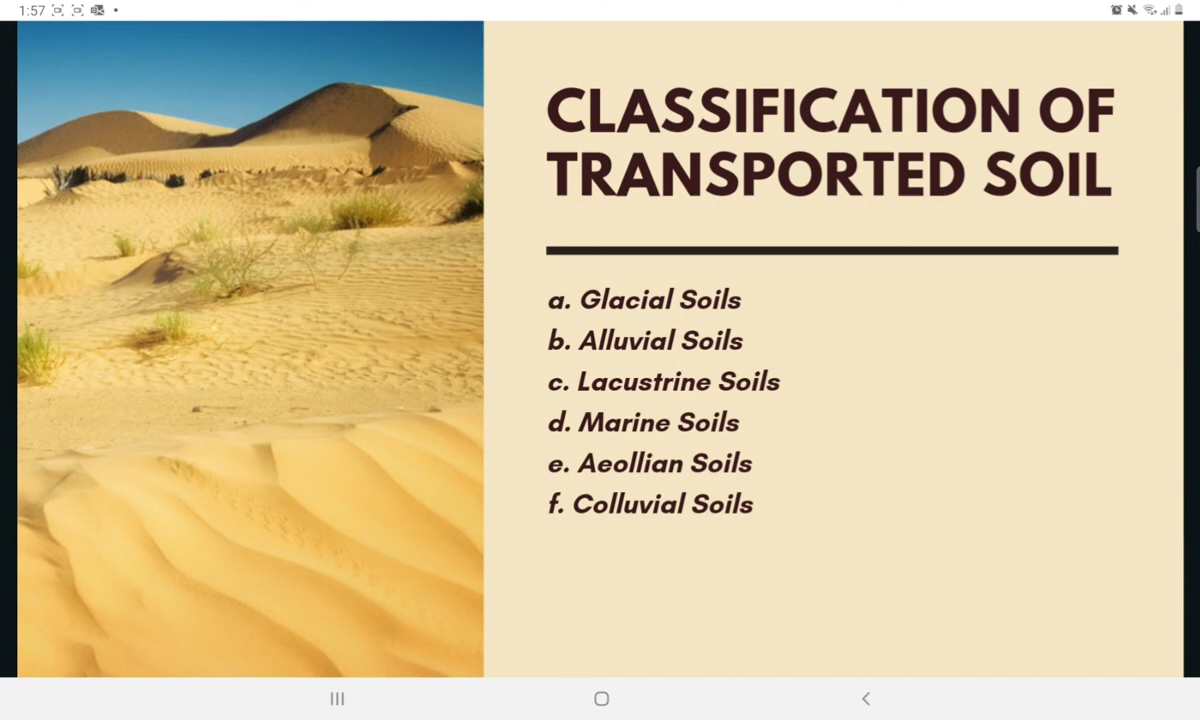 1:57
CLASSIFICATION OF
TRANSPORTED SOIL
a. Glacial Soils
b. Alluvial Soils
c. Lacustrine Soils
d. Marine Soils
e. Aeollian Soils
f. Colluvial Soils